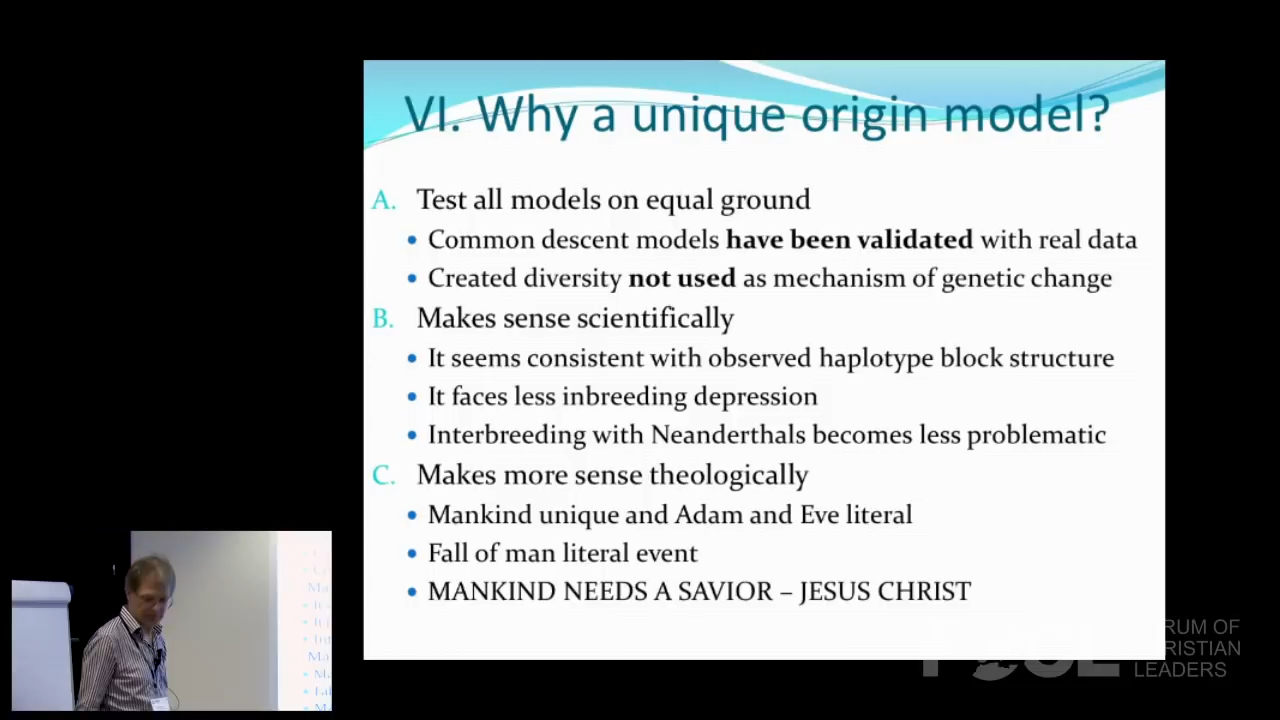 VI. Why a unique origin model?
A. Test all models on equal ground
• Common descent models have been validated with real data
• Created diversity not used as mechanism of genetic change
B. Makes sense scientifically
• It seems consistent with observed haplotype block structure
• It faces less inbreeding depression
• Interbreeding with Neanderthals becomes less problematic
C. Makes more sense theologically
• Mankind unique and Adam and Eve literal
• Fall of man literal event
• MANKIND NEEDS A SAVIOR – JESUS CHRIST
RUM OF
RISTIAN
LEADERS